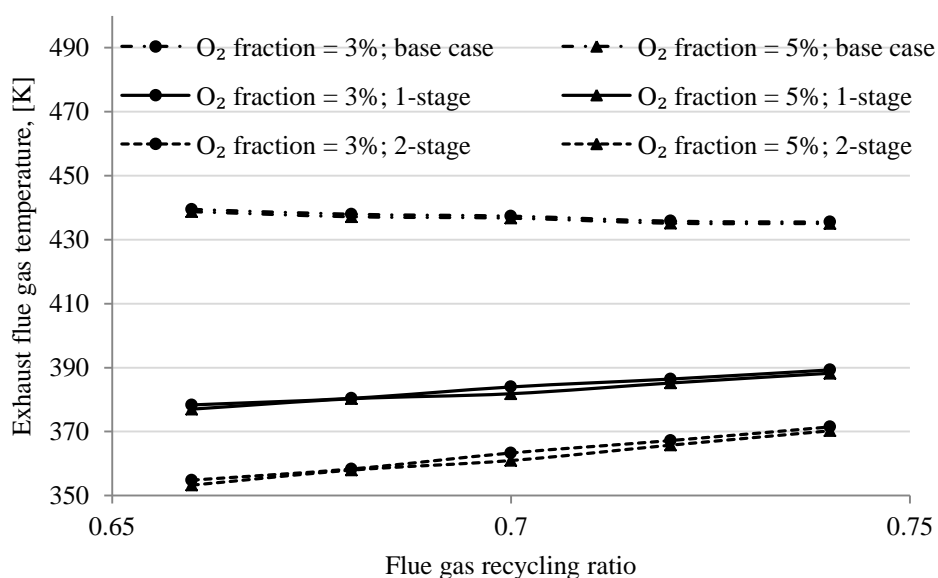 Exhaust flue gas temperature, [K]
490
470
450
430
410
390
370
350
O₂ fraction = 3%; base case
O₂ fraction = 5%; base case
O₂ fraction = 3%; 1-stage
O₂ fraction = 5%; 1-stage
O₂ fraction = 3%; 2-stage
O₂ fraction = 5%; 2-stage
0.65
0.7
0.75
Flue gas recycling ratio